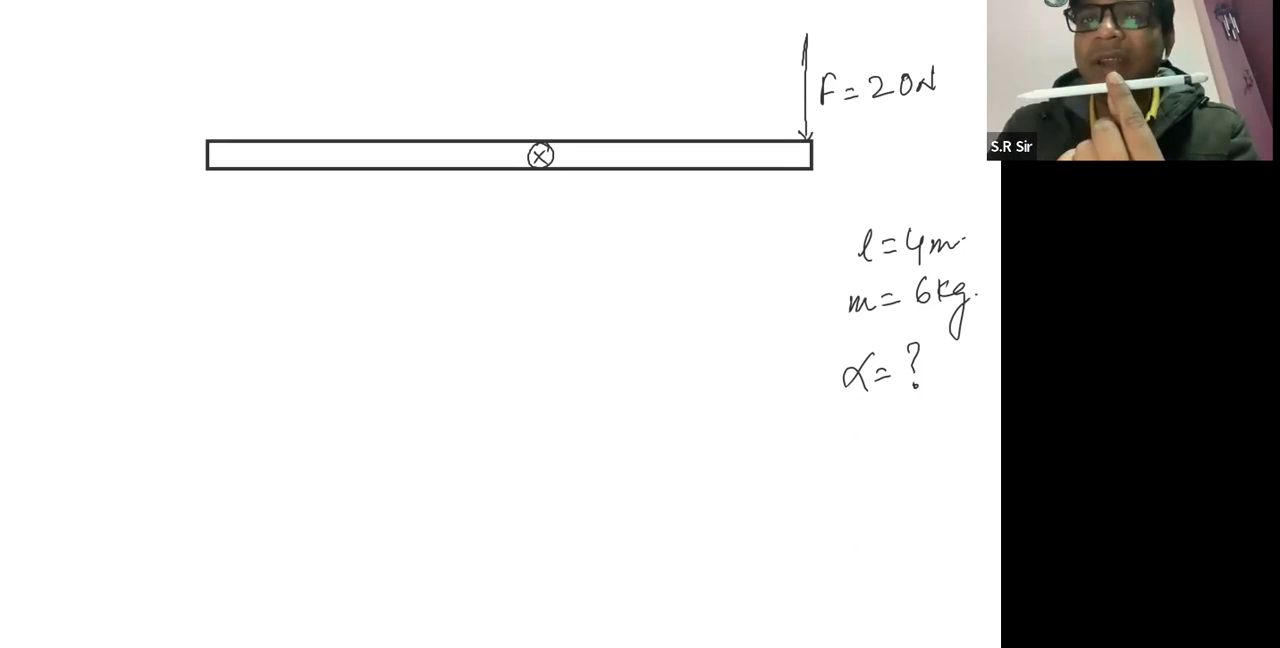 F = 20N
S.R Sir
l = 4m.
m = 6kg.
α = ?